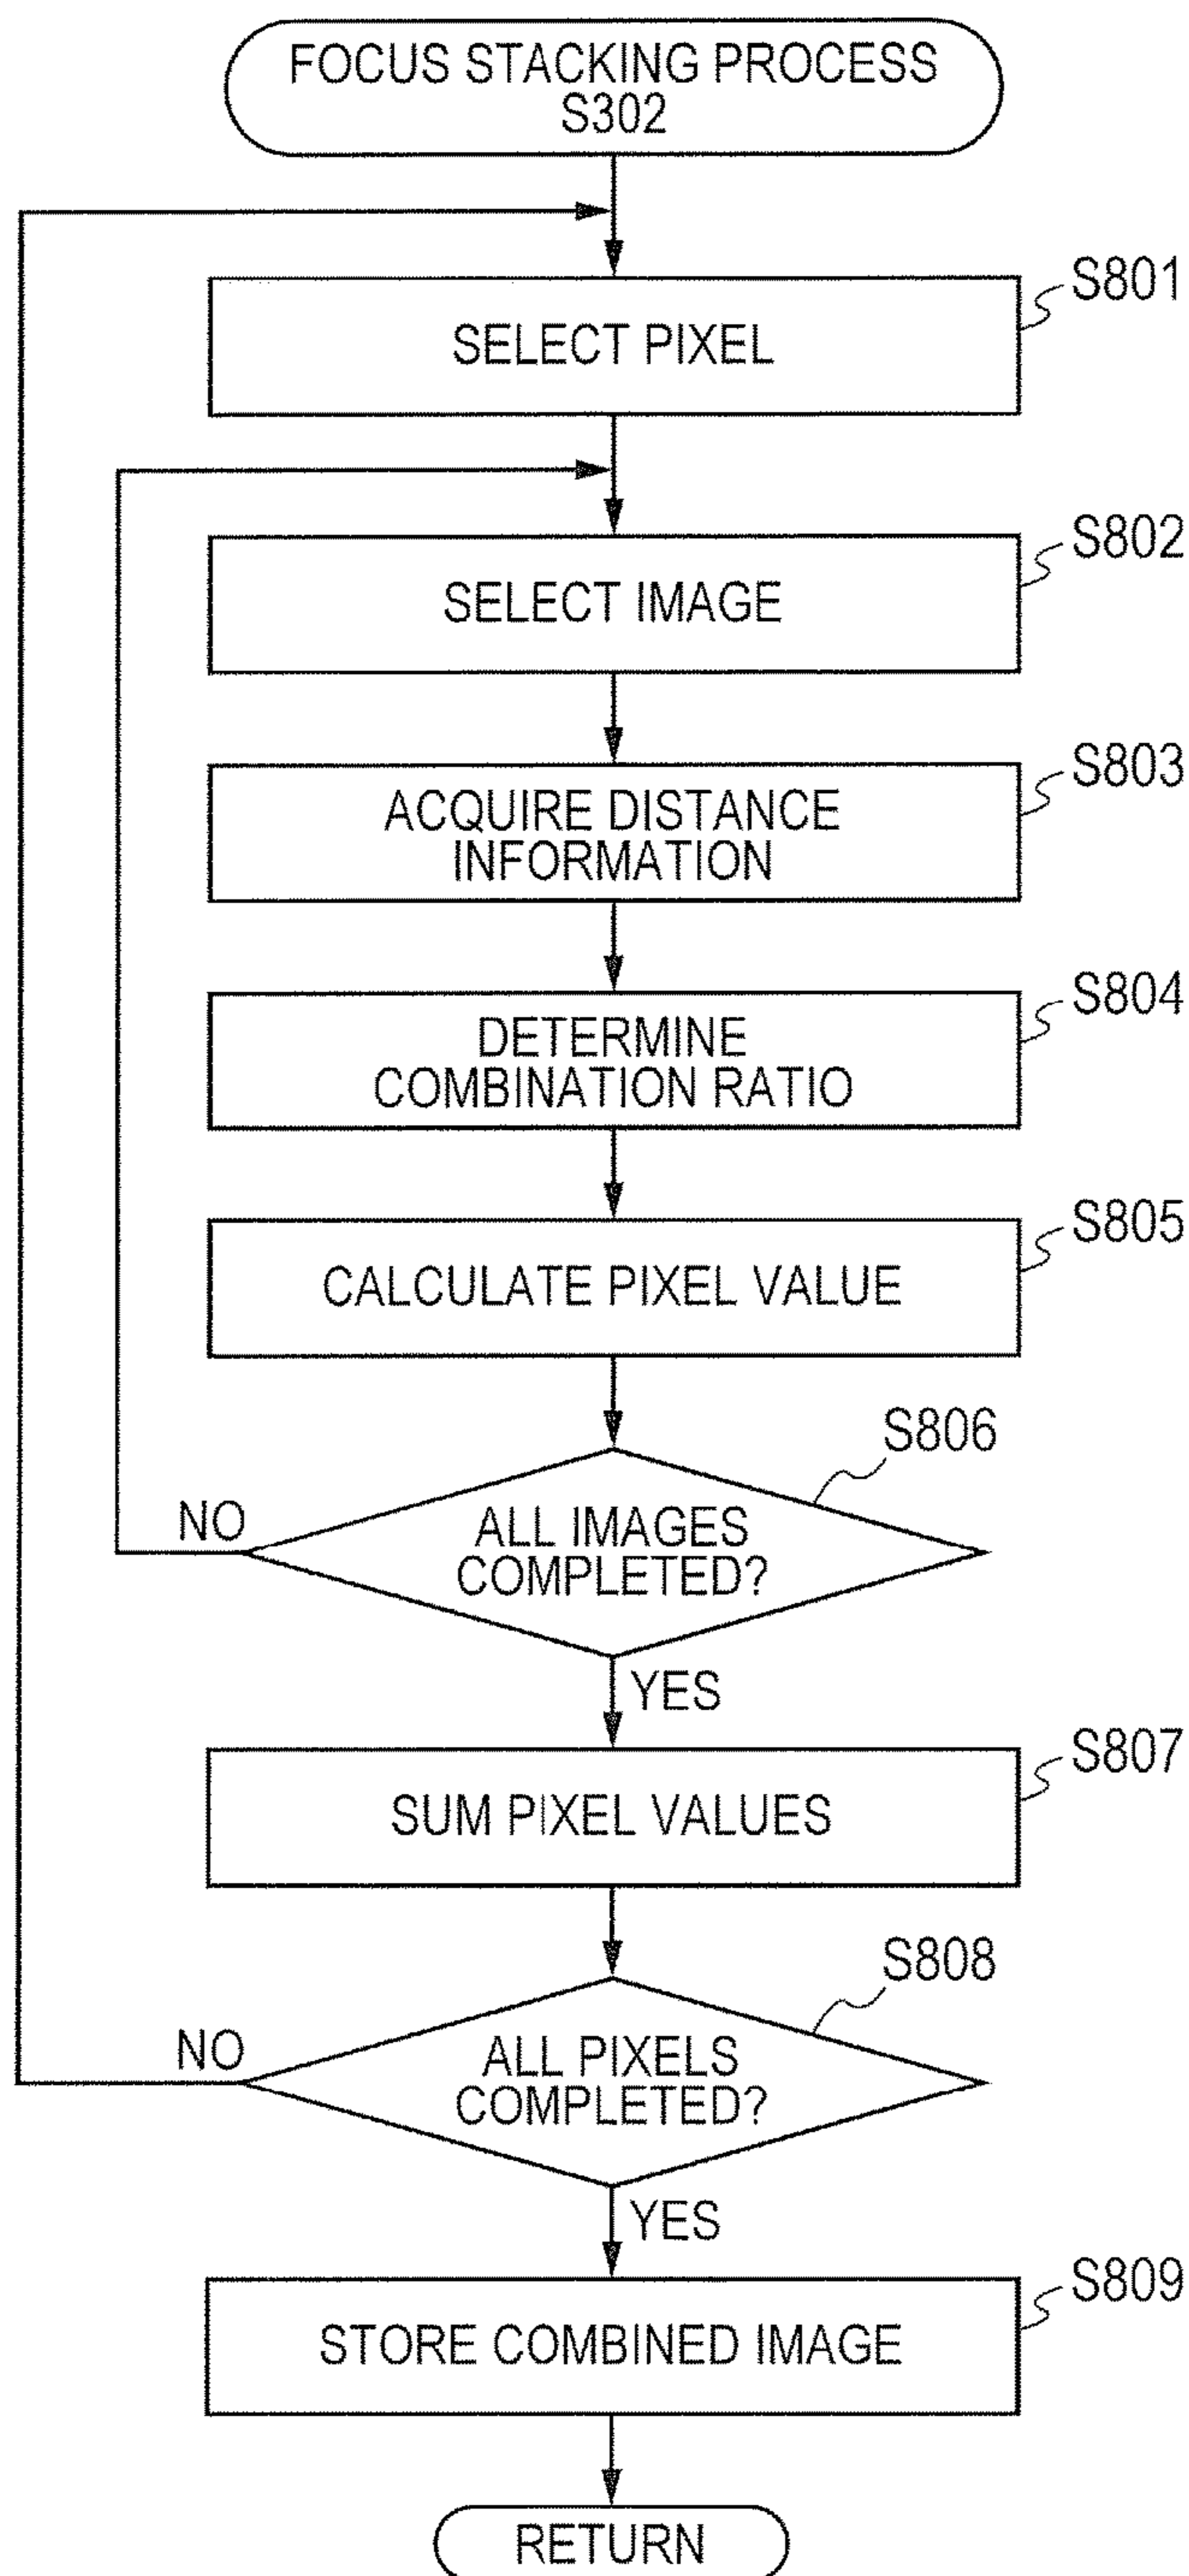 FOCUS STACKING PROCESS
S302
S801
SELECT PIXEL
S802
SELECT IMAGE
S803
ACQUIRE DISTANCE
INFORMATION
S804
DETERMINE
COMBINATION RATIO
S805
CALCULATE PIXEL VALUE
S806
NO
ALL IMAGES
COMPLETED?
YES
S807
SUM PIXEL VALUES
S808
NO
ALL PIXELS
COMPLETED?
YES
S809
STORE COMBINED IMAGE
RETURN